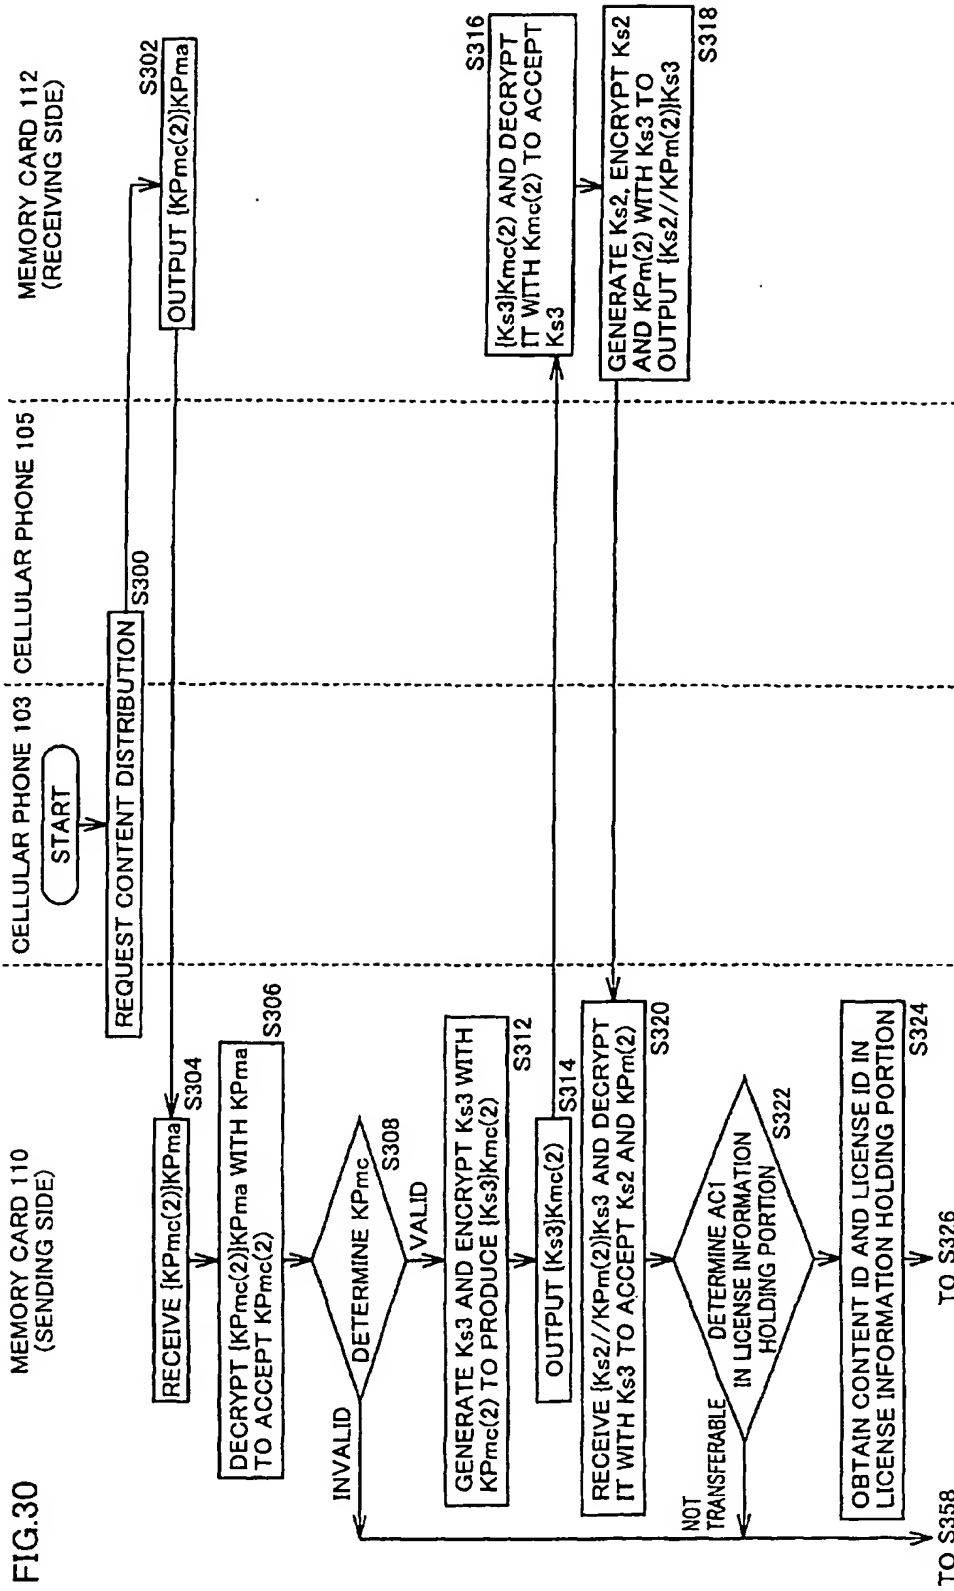 FIG.30
MEMORY CARD 110
(SENDING SIDE)
CELLULAR PHONE 103
CELLULAR PHONE 105
MEMORY CARD 112
(RECEIVING SIDE)
START
REQUEST CONTENT DISTRIBUTION
S300
S302
OUTPUT {KPmc(2)}KPma
S304
RECEIVE {KPmc(2)}KPma
S306
DECRYPT {KPmc(2)}KPma WITH KPma
TO ACCEPT KPmc(2)
S308
DETERMINE KPmc
INVALID
VALID
GENERATE Ks3 AND ENCRYPT Ks3 WITH
KPmc(2) TO PRODUCE {Ks3}Kmc(2)
S312
OUTPUT {Ks3}Kmc(2)
S314
S316
{Ks3}Kmc(2) AND DECRYPT
IT WITH Kmc(2) TO ACCEPT
Ks3
GENERATE Ks2, ENCRYPT Ks2
AND KPm(2) WITH Ks3 TO
OUTPUT {Ks2//KPm(2)}Ks3
S318
RECEIVE {Ks2//KPm(2)}Ks3 AND DECRYPT
IT WITH Ks3 TO ACCEPT Ks2 AND KPm(2)
S320
DETERMINE AC1
IN LICENSE INFORMATION
HOLDING PORTION
S322
NOT
TRANSFERABLE
OBTAIN CONTENT ID AND LICENSE ID IN
LICENSE INFORMATION HOLDING PORTION
S324
TO S358
TO S326